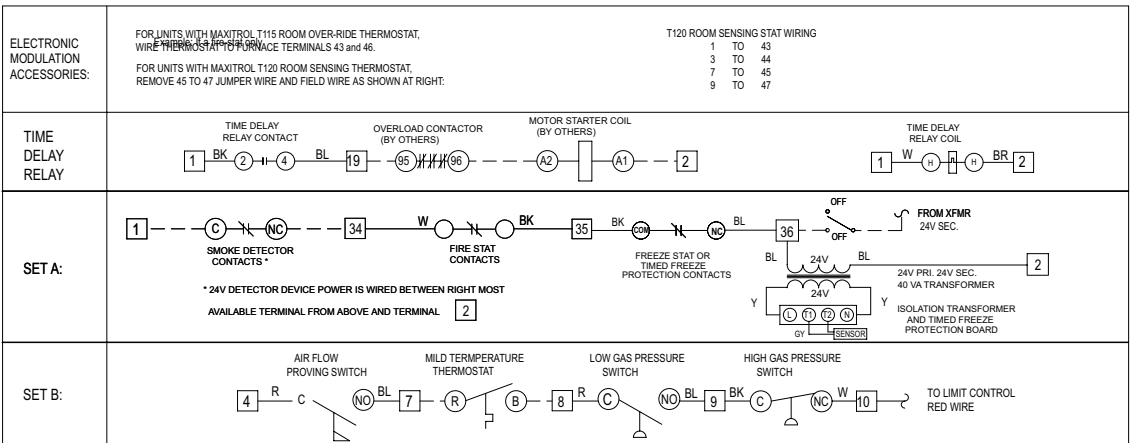 ELECTRONIC
MODULATION
ACCESSORIES:
FOR UNITS WITH MAXITROL T115 ROOM OVER-RIDE THERMOSTAT,
Example: If a fire-stat only
WIRE THERMOSTAT TO FURNACE TERMINALS 43 and 46.
FOR UNITS WITH MAXITROL T120 ROOM SENSING THERMOSTAT,
REMOVE 45 TO 47 JUMPER WIRE AND FIELD WIRE AS SHOWN AT RIGHT:
T120 ROOM SENSING STAT WIRING
1 TO 43
3 TO 44
7 TO 45
9 TO 47
TIME
DELAY
RELAY
TIME DELAY
RELAY CONTACT
OVERLOAD CONTACTOR
(BY OTHERS)
MOTOR STARTER COIL
(BY OTHERS)
TIME DELAY
RELAY COIL
1 BK 2 4 BL 19 95 96 A2 A1 2
1 W H H BR 2
SET A:
1 C NC 34 W BK 35 BK COM NC BL 36
SMOKE DETECTOR
CONTACTS *
FIRE STAT
CONTACTS
FREEZE STAT OR
TIMED FREEZE
PROTECTION CONTACTS
OFF
OFF
FROM XFMR
24V SEC.
* 24V DETECTOR DEVICE POWER IS WIRED BETWEEN RIGHT MOST
AVAILABLE TERMINAL FROM ABOVE AND TERMINAL 2
BL 24V BL 2
24V
Y Y
L T1 T2 N
GY SENSOR
24V PRI. 24V SEC.
40 VA TRANSFORMER
ISOLATION TRANSFORMER
AND TIMED FREEZE
PROTECTION BOARD
SET B:
AIR FLOW
PROVING SWITCH
MILD TERMPERATURE
THERMOSTAT
LOW GAS PRESSURE
SWITCH
HIGH GAS PRESSURE
SWITCH
4 R C NO BL 7 R B 8 R C NO BL 9 BK C NC W 10
TO LIMIT CONTROL
RED WIRE